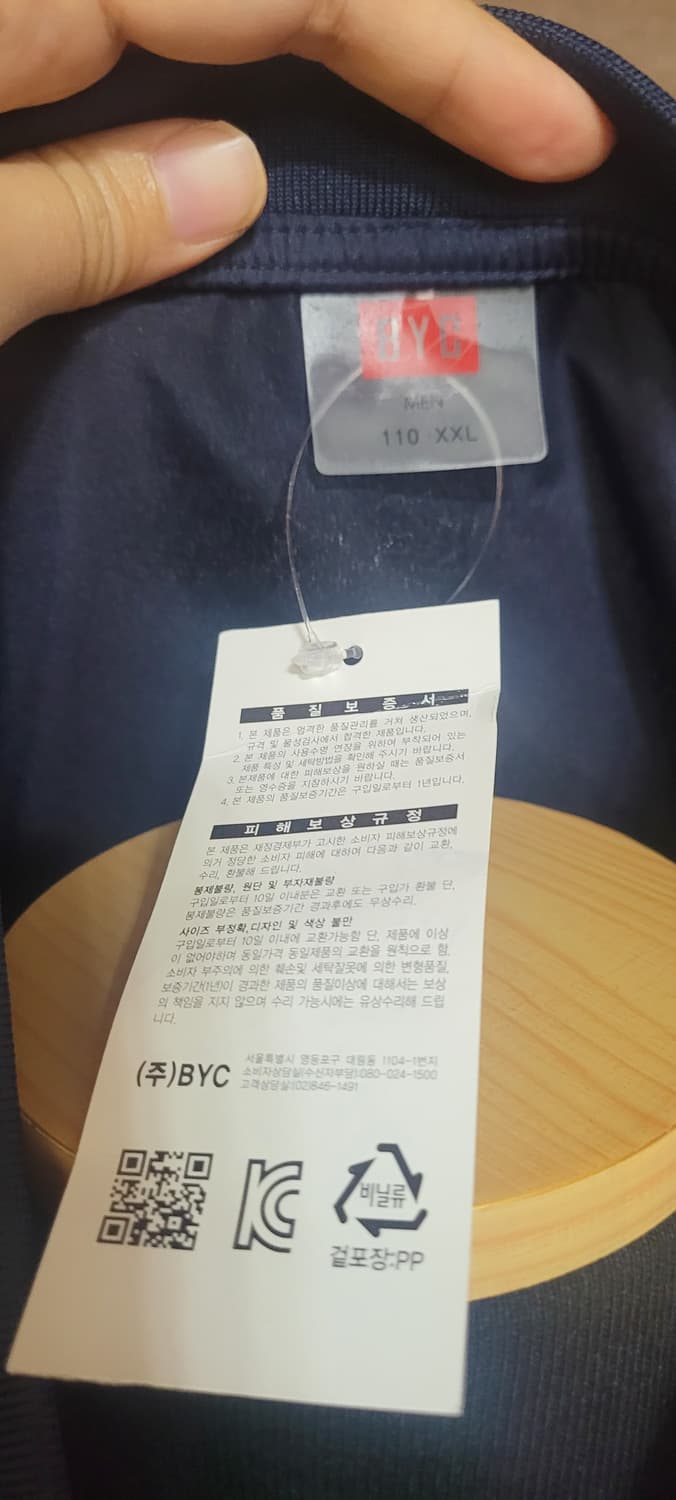 BYC
MEN
110 XXL
품 질 보 증 서
1. 본 제품은 엄격한 품질관리를 거쳐 생산되었으며,
규격 및 물성검사에서 합격한 제품입니다.
2. 본 제품의 사용수명 연장을 위하여 부착되어 있는
제품 특성 및 세탁방법을 확인해 주시기 바랍니다.
3. 본제품에 대한 피해보상을 원하실 때는 품질보증서
또는 영수증을 지참하시기 바랍니다.
4. 본 제품의 품질보증기간은 구입일로부터 1년입니다.
피 해 보 상 규 정
본 제품은 재정경제부가 고시한 소비자 피해보상규정에
의거 정당한 소비자 피해에 대하여 다음과 같이 교환,
수리, 환불해 드립니다.
봉제불량, 원단 및 부자재불량
구입일로부터 10일 이내분은 교환 또는 구입가 환불 단,
봉제불량은 품질보증기간 경과후에도 무상수리.
사이즈 부정확,디자인 및 색상 불만
구입일로부터 10일 이내에 교환가능함 단, 제품에 이상
이 없어야하며 동일가격 동일제품의 교환을 원칙으로 함.
소비자 부주의에 의한 훼손및 세탁잘못에 의한 변형품질,
보증기간(1년)이 경과한 제품의 품질이상에 대해서는 보상
의 책임을 지지 않으며 수리 가능시에는 유상수리해 드립
니다.
(주)BYC
서울특별시 영등포구 대림동 1104-1번지
소비자상담실(수신자부담):080-024-1500
고객상담실:(02)846-1491
비닐류
겉포장:PP